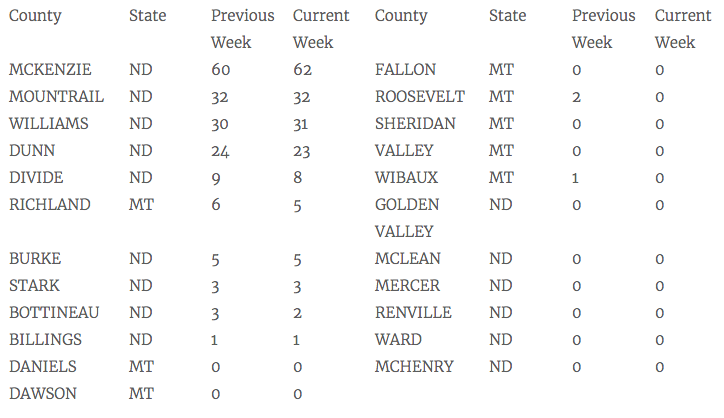 County State Previous Week Current Week County State Previous Week Current Week
MCKENZIE ND 60 62 FALLON MT 0 0
MOUNTRAIL ND 32 32 ROOSEVELT MT 2 0
WILLIAMS ND 30 31 SHERIDAN MT 0 0
DUNN ND 24 23 VALLEY MT 0 0
DIVIDE ND 9 8 WIBAUX MT 1 0
RICHLAND MT 6 5 GOLDEN VALLEY ND 0 0
BURKE ND 5 5 MCLEAN ND 0 0
STARK ND 3 3 MERCER ND 0 0
BOTTINEAU ND 3 2 RENVILLE ND 0 0
BILLINGS ND 1 1 WARD ND 0 0
DANIELS MT 0 0 MCHENRY ND 0 0
DAWSON MT 0 0